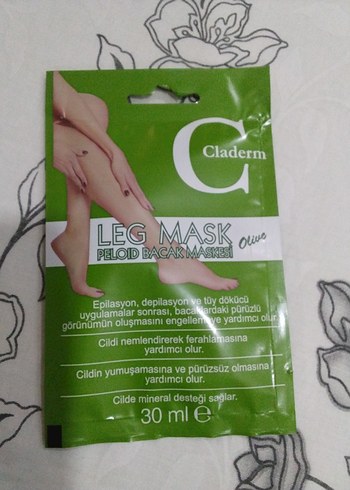 C
Claderm
LEG MASK
PELOID BACAK MASKESİ
Olive
Epilasyon, depilasyon ve tüy dökücü
uygulamalar sonrası, bacaklardaki pürüzlü
görünümün oluşmasını engellemeye yardımcı olur.
Cildi nemlendirerek ferahlamasına
yardımcı olur.
Cildin yumuşamasına ve pürüzsüz olmasına
yardımcı olur.
Cilde mineral desteği sağlar.
30 ml ℮